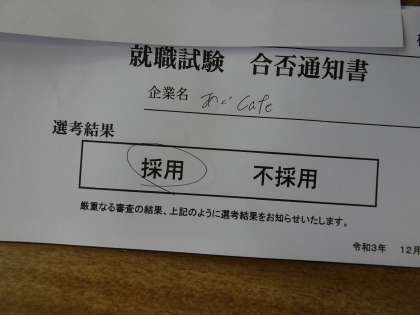 就職試験 合否通知書
企業名 Cafe
選考結果
採用 不採用
厳重なる審査の結果、上記のように選考結果をお知らせいたします。
令和3年 12月